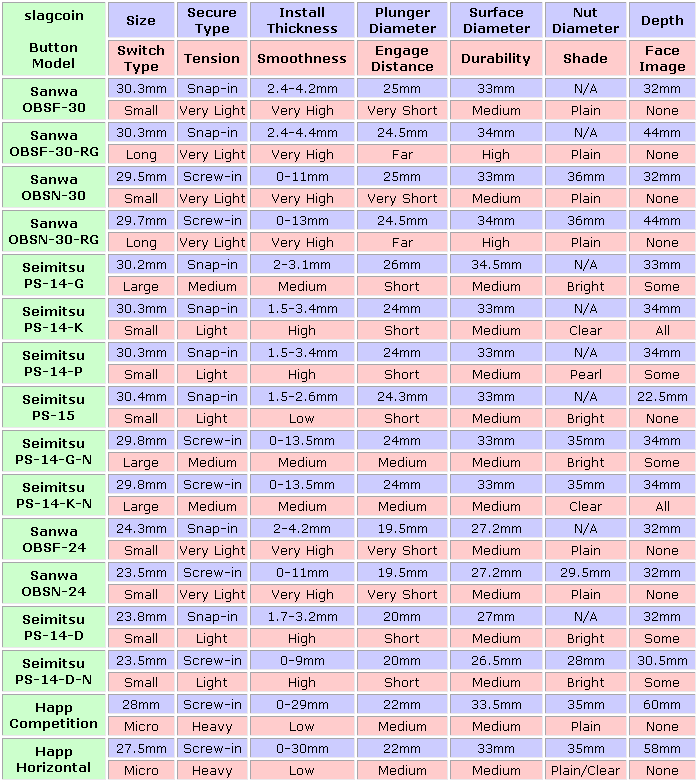 slagcoin Size Secure Type Install Thickness Plunger Diameter Surface Diameter Nut Diameter Depth
Button Model Switch Type Tension Smoothness Engage Distance Durability Shade Face Image
Sanwa OBSF-30 30.3mm Snap-in 2.4-4.2mm 25mm 33mm N/A 32mm
Small Very Light Very High Very Short Medium Plain None
Sanwa OBSF-30-RG 30.3mm Snap-in 2.4-4.4mm 24.5mm 34mm N/A 44mm
Long Very Light Very High Far High Plain None
Sanwa OBSN-30 29.5mm Screw-in 0-11mm 25mm 33mm 36mm 32mm
Small Very Light Very High Very Short Medium Plain None
Sanwa OBSN-30-RG 29.7mm Screw-in 0-13mm 24.5mm 34mm 36mm 44mm
Long Very Light Very High Far High Plain None
Seimitsu PS-14-G 30.2mm Snap-in 2-3.1mm 26mm 34.5mm N/A 33mm
Large Medium Medium Short Medium Bright Some
Seimitsu PS-14-K 30.3mm Snap-in 1.5-3.4mm 24mm 33mm N/A 34mm
Small Light High Short Medium Clear All
Seimitsu PS-14-P 30.3mm Snap-in 1.5-3.4mm 24mm 33mm N/A 34mm
Small Light High Short Medium Pearl Some
Seimitsu PS-15 30.4mm Snap-in 1.5-2.6mm 24.3mm 33mm N/A 22.5mm
Small Light Low Short Medium Bright None
Seimitsu PS-14-G-N 29.8mm Screw-in 0-13.5mm 24mm 33mm 35mm 34mm
Large Medium Medium Medium Medium Bright Some
Seimitsu PS-14-K-N 29.8mm Screw-in 0-13.5mm 24mm 33mm 35mm 34mm
Large Medium Medium Medium Medium Clear All
Sanwa OBSF-24 24.3mm Snap-in 2-4.2mm 19.5mm 27.2mm N/A 32mm
Small Very Light Very High Very Short Medium Plain None
Sanwa OBSN-24 23.5mm Screw-in 0-11mm 19.5mm 27.2mm 29.5mm 32mm
Small Very Light Very High Very Short Medium Plain None
Seimitsu PS-14-D 23.8mm Snap-in 1.7-3.2mm 20mm 27mm N/A 32mm
Small Light High Short Medium Bright Some
Seimitsu PS-14-D-N 23.5mm Screw-in 0-9mm 20mm 26.5mm 28mm 30.5mm
Small Light High Short Medium Bright Some
Happ Competition 28mm Screw-in 0-29mm 22mm 33.5mm 35mm 60mm
Micro Heavy Low Medium Medium Plain None
Happ Horizontal 27.5mm Screw-in 0-30mm 22mm 33mm 35mm 58mm
Micro Heavy Low Medium Medium Plain/Clear None